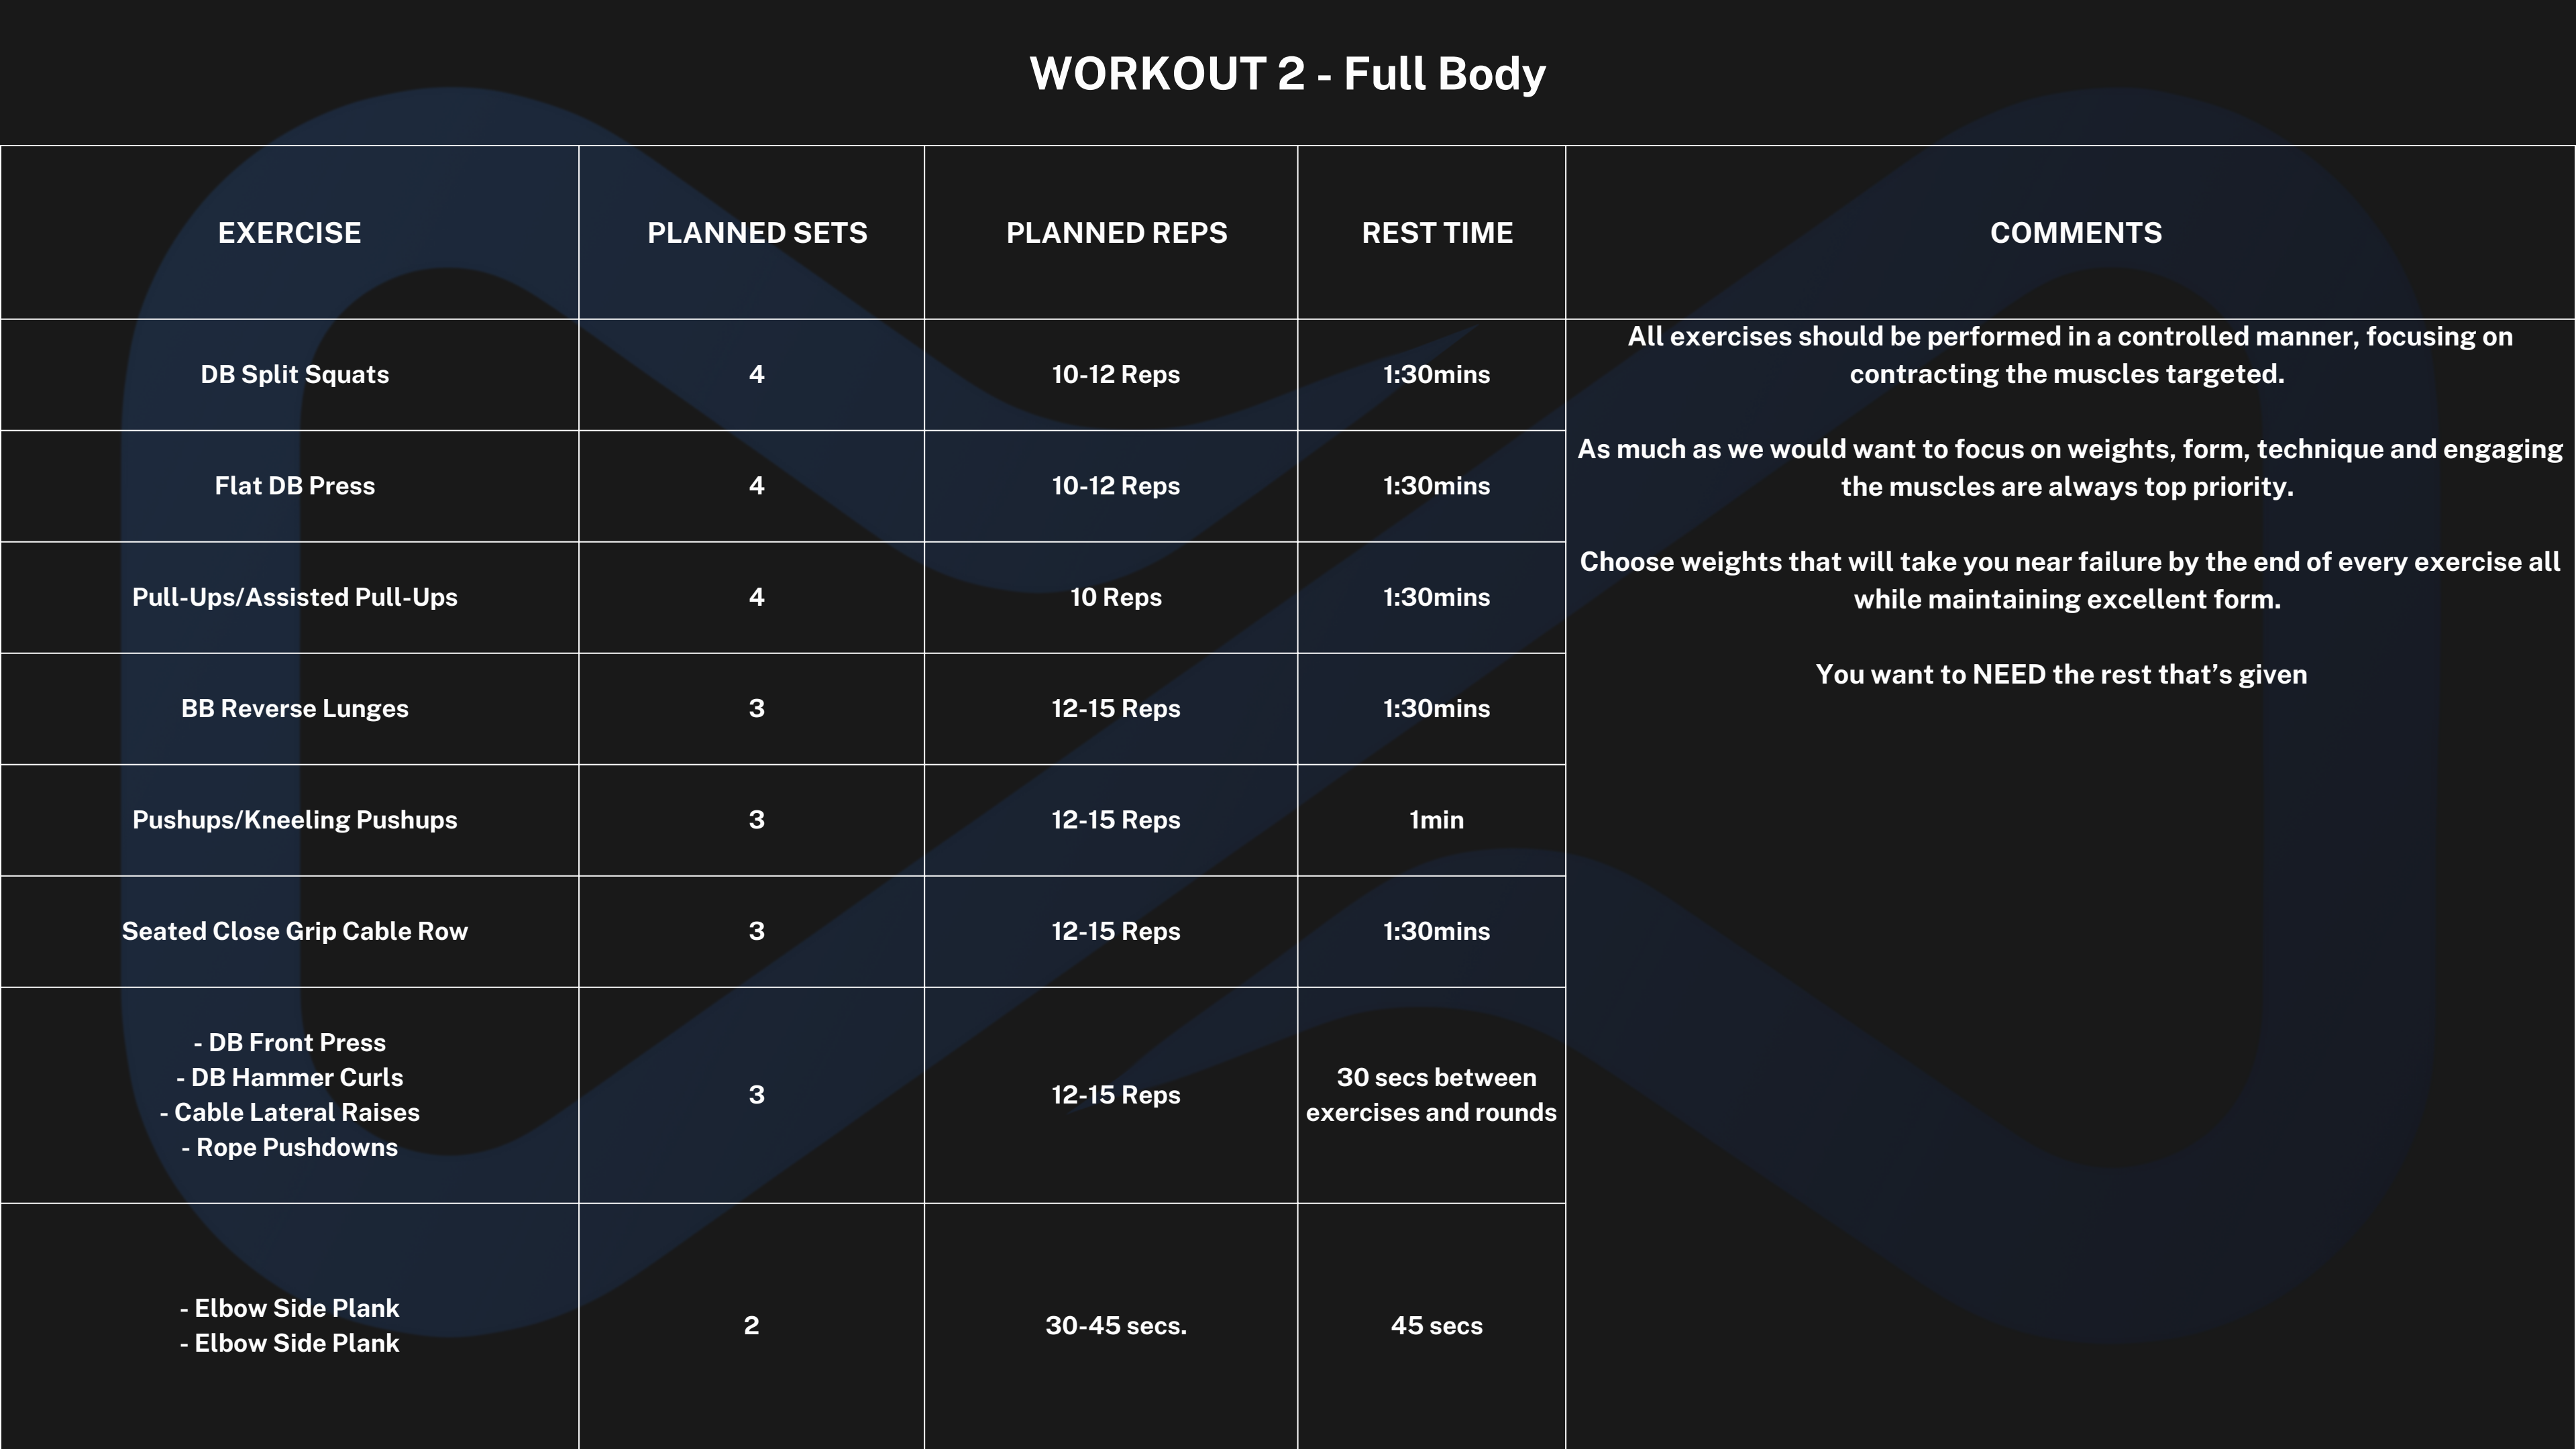 WORKOUT 2 - Full Body
EXERCISE
PLANNED SETS
PLANNED REPS
REST TIME
COMMENTS
DB Split Squats
4
10-12 Reps
1:30mins
Flat DB Press
4
10-12 Reps
1:30mins
Pull-Ups/Assisted Pull-Ups
4
10 Reps
1:30mins
BB Reverse Lunges
3
12-15 Reps
1:30mins
Pushups/Kneeling Pushups
3
12-15 Reps
1min
Seated Close Grip Cable Row
3
12-15 Reps
1:30mins
- DB Front Press
- DB Hammer Curls
- Cable Lateral Raises
- Rope Pushdowns
3
12-15 Reps
30 secs between
exercises and rounds
- Elbow Side Plank
- Elbow Side Plank
2
30-45 secs.
45 secs
All exercises should be performed in a controlled manner, focusing on
contracting the muscles targeted.
As much as we would want to focus on weights, form, technique and engaging
the muscles are always top priority.
Choose weights that will take you near failure by the end of every exercise all
while maintaining excellent form.
You want to NEED the rest that’s given